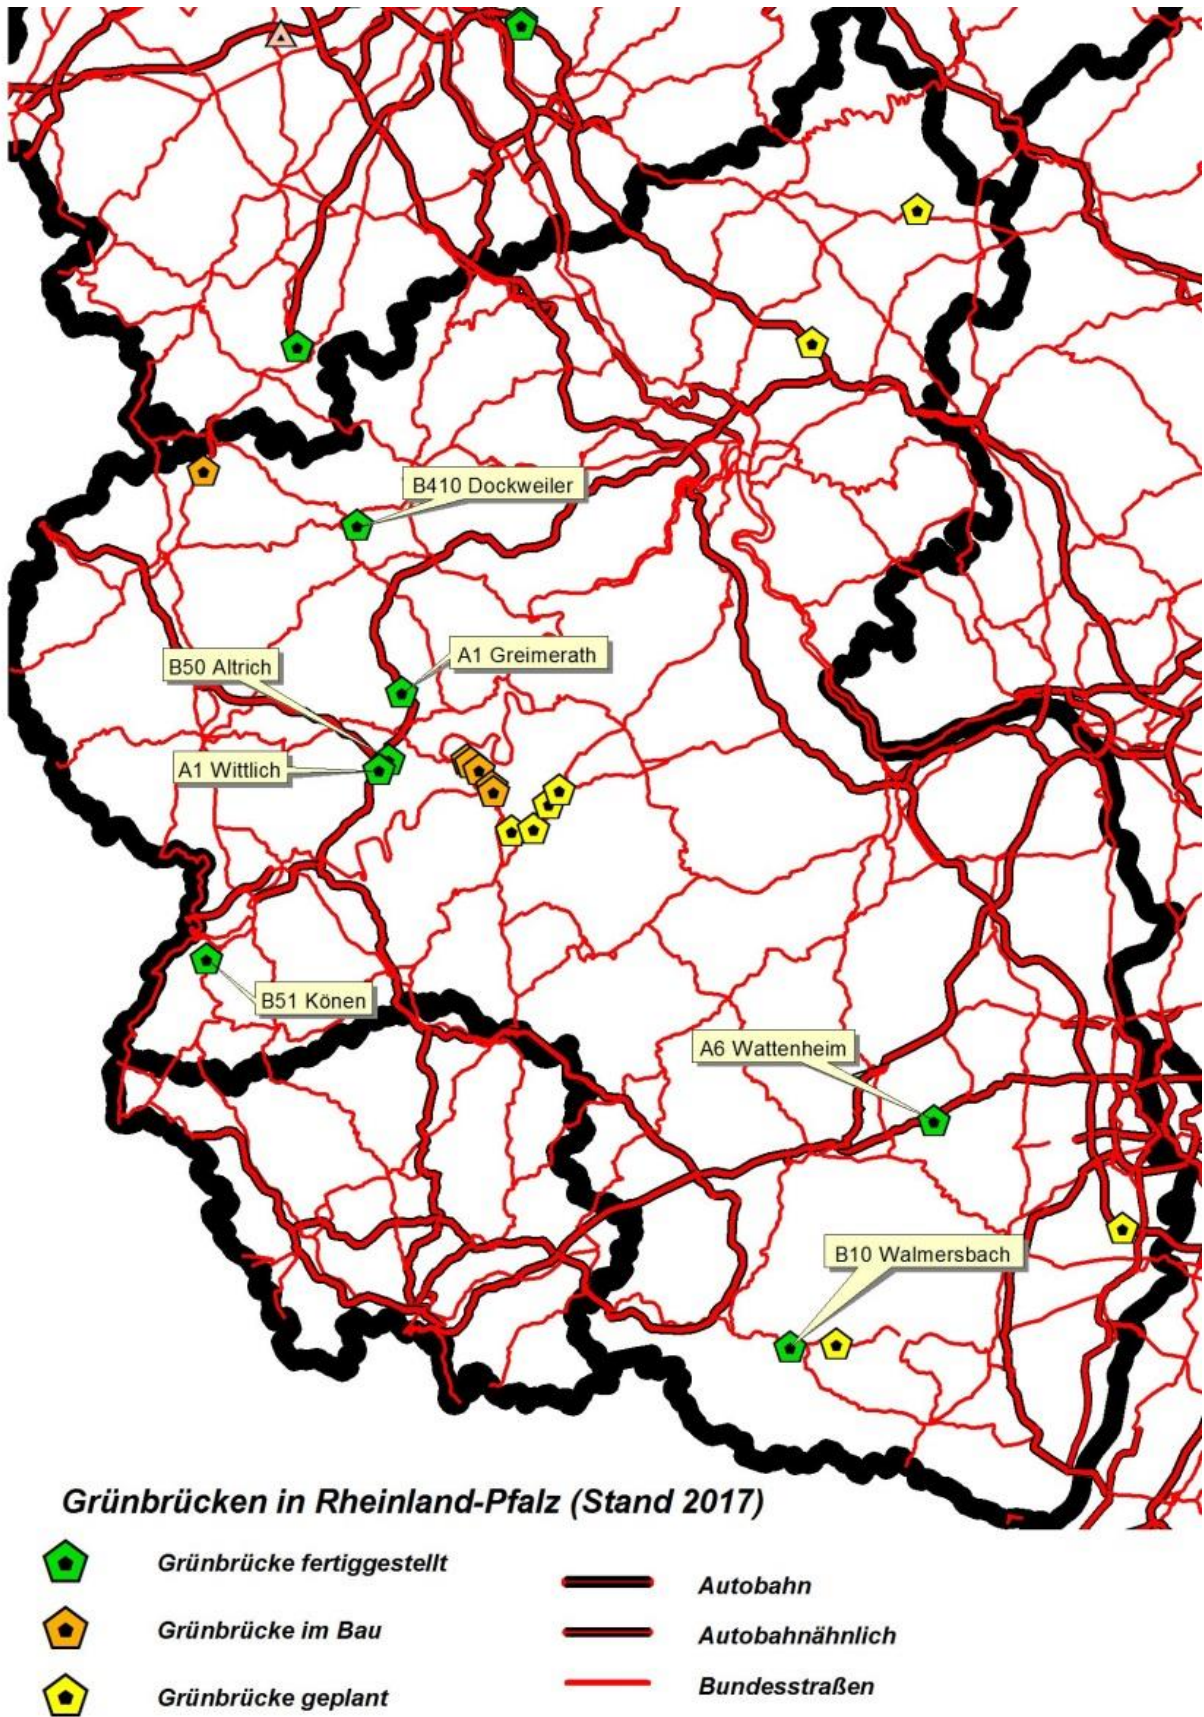 B410 Dockweiler
A1 Greimerath
B50 Altrich
A1 Wittlich
B51 Könen
A6 Wattenheim
B10 Walmersbach
Grünbrücken in Rheinland-Pfalz (Stand 2017)
Grünbrücke fertiggestellt
Grünbrücke im Bau
Grünbrücke geplant
Autobahn
Autobahnähnlich
Bundesstraßen